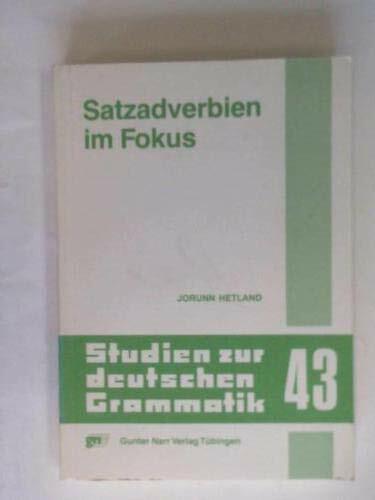 Satzadverbien
im Fokus
JORUNN HETLAND
Studien zur
deutschen
Grammatik
43
gn
Gunter Narr Verlag Tübingen